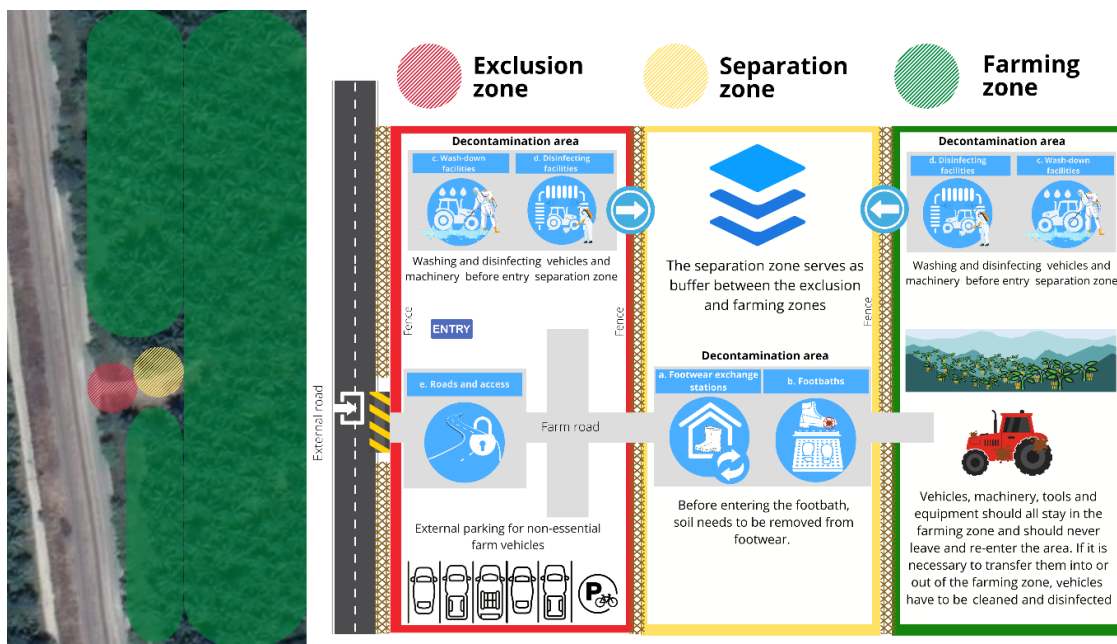 Exclusion
zone
Separation
zone
Farming
zone
External road
Decontamination area
c. Wash-down
facilities
d. Disinfecting
facilities
Washing and disinfecting vehicles and
machinery before entry separation zone
Fence
Fence
ENTRY
e. Roads and access
Farm road
External parking for non-essential
farm vehicles
P
The separation zone serves as
buffer between the exclusion
and farming zones
Fence
Decontamination area
a. Footwear exchange
stations
b. Footbaths
Before entering the footbath,
soil needs to be removed from
footwear.
Decontamination area
d. Disinfecting
facilities
c. Wash-down
facilities
Washing and disinfecting vehicles and
machinery before entry separation zone
Vehicles, machinery, tools and
equipment should all stay in the
farming zone and should never
leave and re-enter the area. If it is
necessary to transfer them into or
out of the farming zone, vehicles
have to be cleaned and disinfected